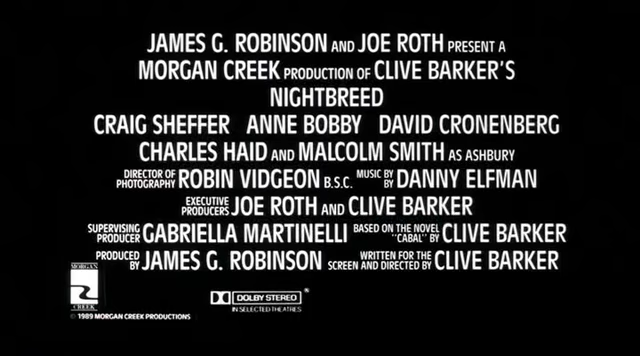 JAMES G. ROBINSON AND JOE ROTH PRESENT A
MORGAN CREEK PRODUCTION OF CLIVE BARKER'S
NIGHTBREED
CRAIG SHEFFER ANNE BOBBY DAVID CRONENBERG
CHARLES HAID AND MALCOLM SMITH AS ASHBURY
DIRECTOR OF PHOTOGRAPHY ROBIN VIDGEON B.S.C. MUSIC BY DANNY ELFMAN
EXECUTIVE PRODUCERS JOE ROTH AND CLIVE BARKER
SUPERVISING PRODUCER GABRIELLA MARTINELLI BASED ON THE NOVEL "CABAL" BY CLIVE BARKER
PRODUCED BY JAMES G. ROBINSON WRITTEN FOR THE SCREEN AND DIRECTED BY CLIVE BARKER
MORGAN
CREEK
DOLBY STEREO ®
IN SELECTED THEATRES
© 1989 MORGAN CREEK PRODUCTIONS